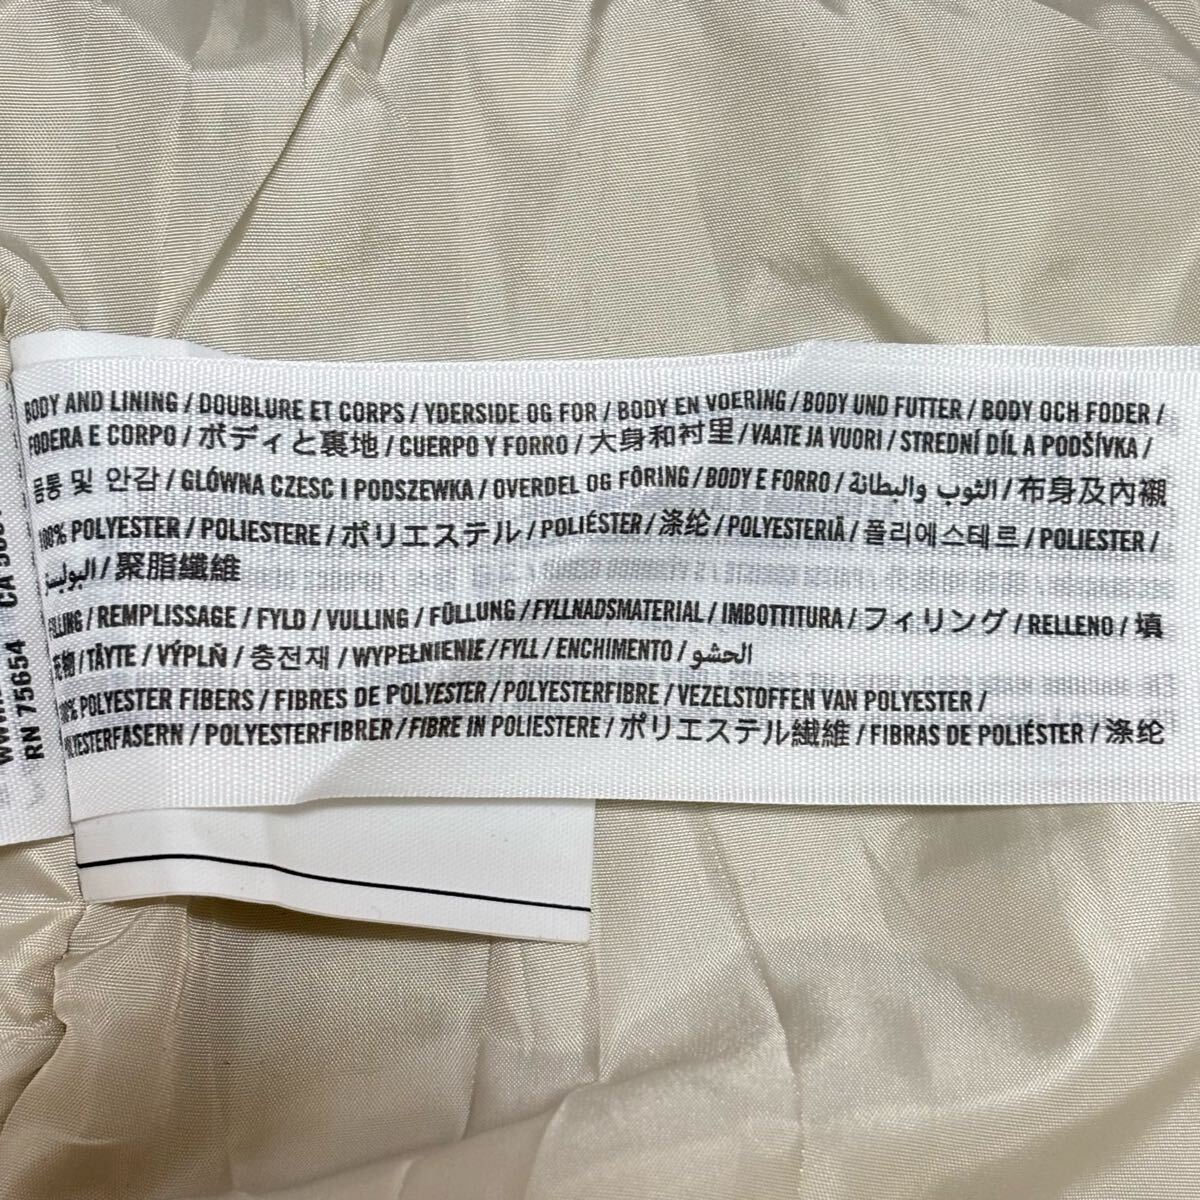 BODY AND LINING / DOUBLURE ET CORPS / YDERSIDE OG FOR / BODY EN VOERING / BODY UND FUTTER / BODY OCH FODER /
FODERA E CORPO / ボディと裏地 / CUERPO Y FORRO / 大身和衬里 / VAATE JA VUORI / STREDNÍ DÍL A PODŠÍVKA /
몸통 및 안감 / GLÓWNA CZESC I PODSZEWKA / OVERDEL OG FÔRING / BODY E FORRO / الثوب والبطانة / 布身及內襯
100% POLYESTER / POLIESTERE / ポリエステル / POLIÉSTER / 涤纶 / POLYESTERIÄ / 폴리에스테르 / POLIESTER /
البوليستر / 聚脂纖維
FILLING / REMPLISSAGE / FYLD / VULLING / FÜLLUNG / FYLLNADSMATERIAL / IMBOTTITURA / フィリング / RELLENO / 填
充物 / TÄYTE / VÝPLŇ / 충전재 / WYPEŁNIENIE / FYLL / ENCHIMENTO / الحشو
100% POLYESTER FIBERS / FIBRES DE POLYESTER / POLYESTERFIBRE / VEZELSTOFFEN VAN POLYESTER /
POLYESTERFASERN / POLYESTERFIBRER / FIBRE IN POLIESTERE / ポリエステル繊維 / FIBRAS DE POLIÉSTER / 涤纶
RN 75654